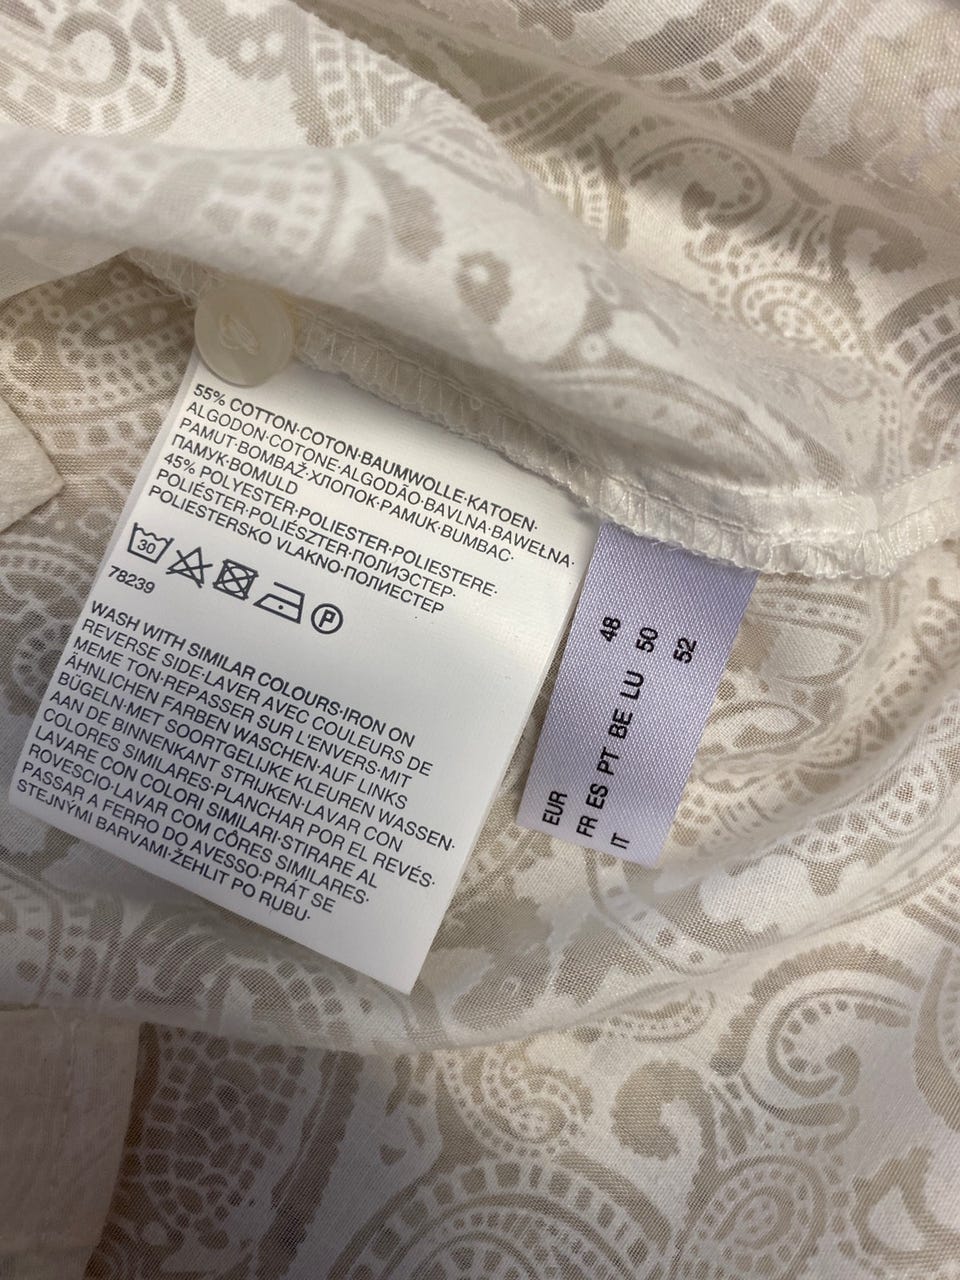 55% COTTON·COTON·BAUMWOLLE·KATOEN·
ALGODON·COTONE·ALGODÃO·BAVLNA·BAWEŁNA·
PAMUT·BOMBAŽ·ХЛОПОК·PAMUK·BUMBAC·
ПАМУК·BOMULD
45% POLYESTER·POLIESTER·POLIESTERE·
POLIÉSTER·POLIÉSZTER·ПОЛИЭСТЕР·
POLIESTERSKO VLAKNO·ПОЛИЕСТЕР
30 P
78239
WASH WITH SIMILAR COLOURS·IRON ON
REVERSE SIDE·LAVER AVEC COULEURS DE
MEME TON·REPASSER SUR L'ENVERS·MIT
ÄHNLICHEN FARBEN WASCHEN·AUF LINKS
BÜGELN·MET SOORTGELIJKE KLEUREN WASSEN·
AAN DE BINNENKANT STRIJKEN·LAVAR CON
COLORES SIMILARES·PLANCHAR POR EL REVÉS·
LAVARE CON COLORI SIMILARI·STIRARE AL
ROVESCIO·LAVAR COM CÔRES SIMILARES·
PASSAR A FERRO DO AVESSO·PRÁT SE
STEJNÝMI BARVAMI·ŽEHLIT PO RUBU·
EUR 48
FR ES PT BE LU 50
IT 52